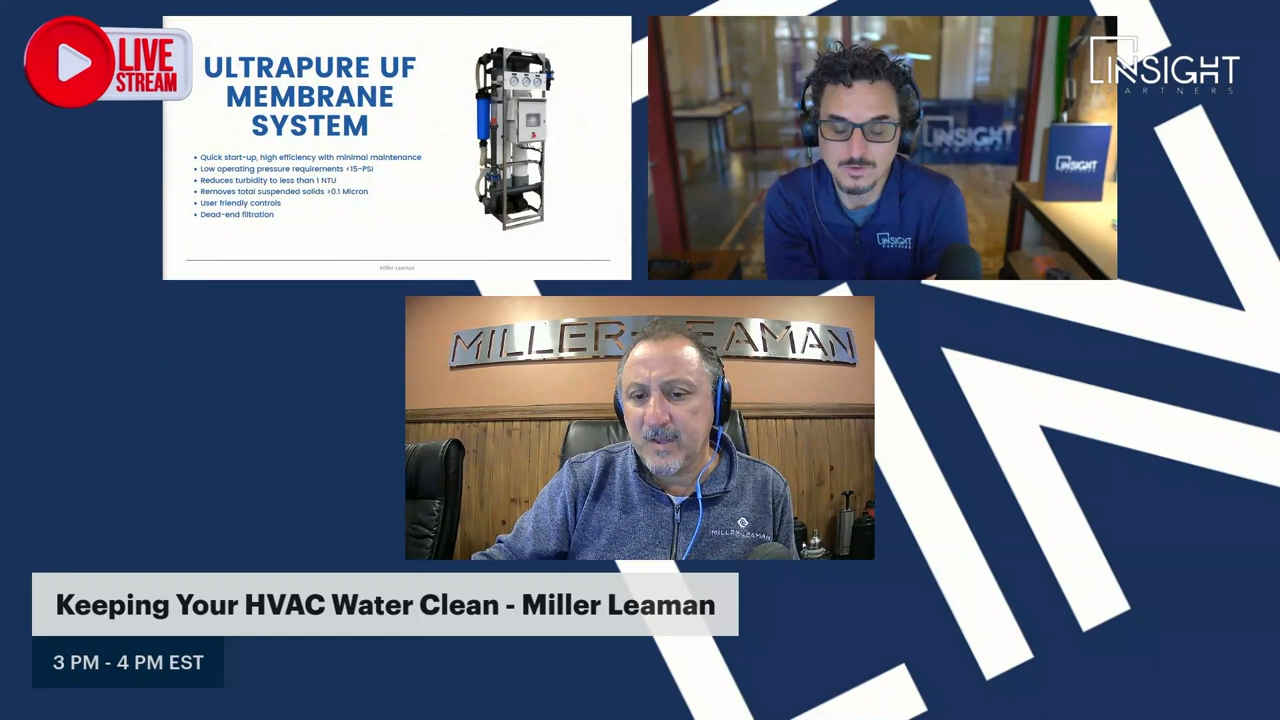 LIVE
STREAM
ULTRAPURE UF
MEMBRANE
SYSTEM
• Quick start-up, high efficiency with minimal maintenance
• Low operating pressure requirements <15-PSI
• Reduces turbidity to less than 1 NTU
• Removes total suspended solids >0.1 Micron
• User friendly controls
• Dead-end filtration
Miller Leaman
INSIGHT
PARTNERS
INSIGHT
INSIGHT
INSIGHT
PARTNERS
MILLER-LEAMAN
MILLER-LEAMAN
Keeping Your HVAC Water Clean - Miller Leaman
3 PM - 4 PM EST